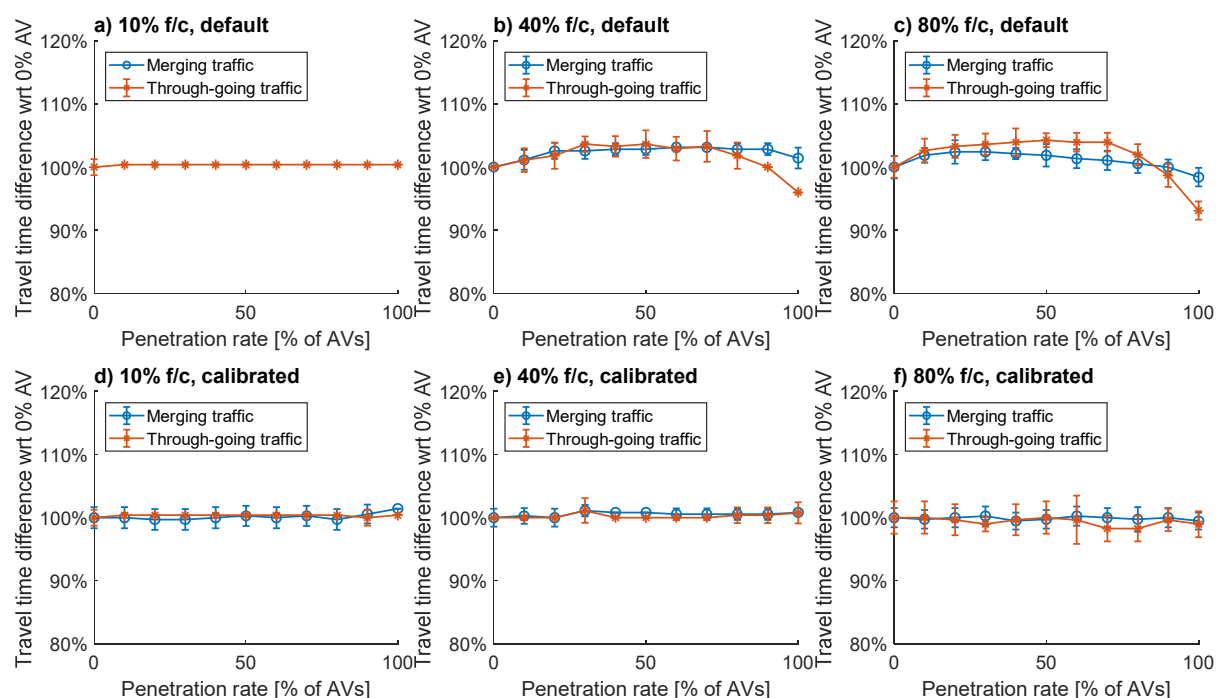 a) 10% f/c, default
120%
110%
100%
90%
80%
Travel time difference wrt 0% AV
Merging traffic
Through-going traffic
0
50
100
Penetration rate [% of AVs]
b) 40% f/c, default
120%
110%
100%
90%
80%
Travel time difference wrt 0% AV
Merging traffic
Through-going traffic
0
50
100
Penetration rate [% of AVs]
c) 80% f/c, default
120%
110%
100%
90%
80%
Travel time difference wrt 0% AV
Merging traffic
Through-going traffic
0
50
100
Penetration rate [% of AVs]
d) 10% f/c, calibrated
120%
110%
100%
90%
80%
Travel time difference wrt 0% AV
Merging traffic
Through-going traffic
0
50
100
Penetration rate [% of AVs]
e) 40% f/c, calibrated
120%
110%
100%
90%
80%
Travel time difference wrt 0% AV
Merging traffic
Through-going traffic
0
50
100
Penetration rate [% of AVs]
f) 80% f/c, calibrated
120%
110%
100%
90%
80%
Travel time difference wrt 0% AV
Merging traffic
Through-going traffic
0
50
100
Penetration rate [% of AVs]